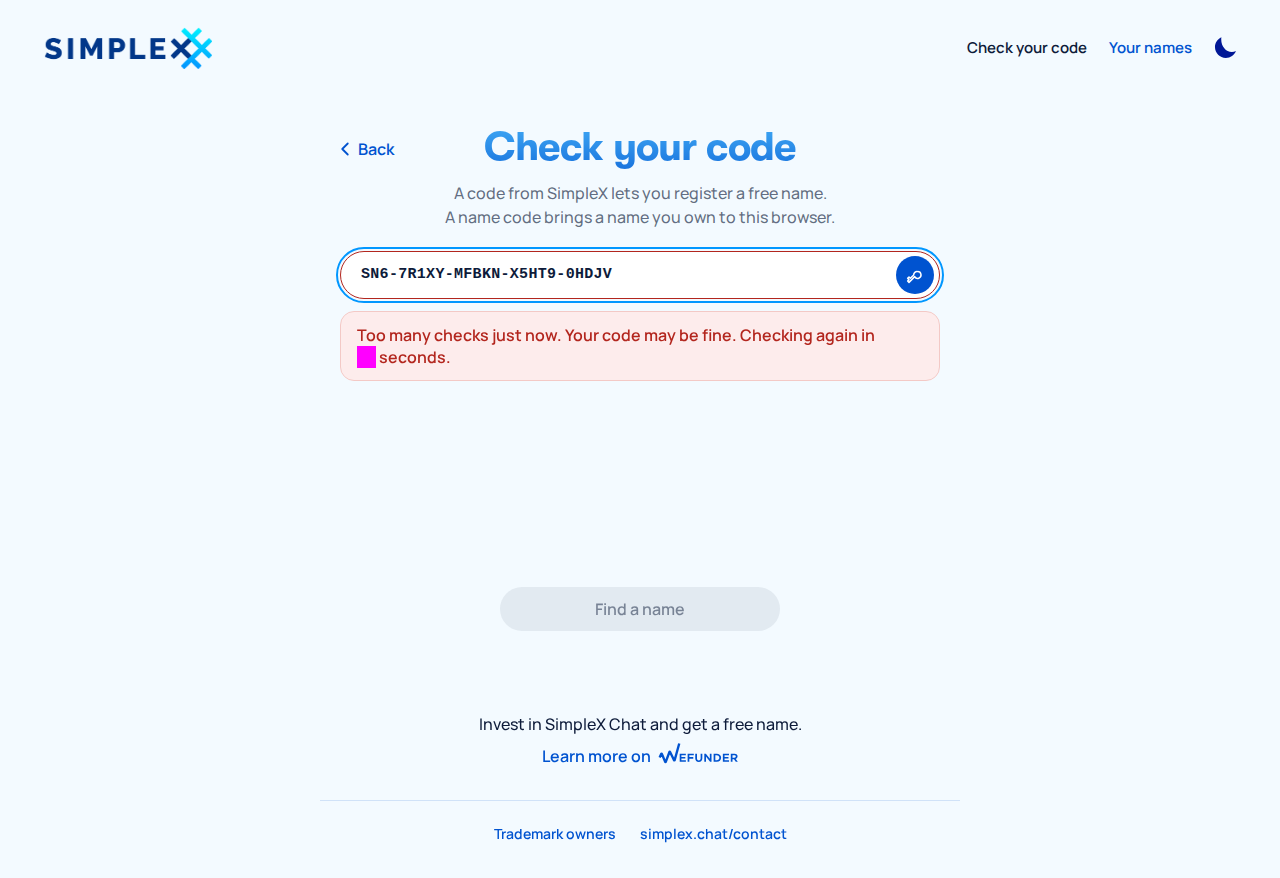 SIMPLEX
Check your code
Your names
Back
Check your code
A code from SimpleX lets you register a free name.
A name code brings a name you own to this browser.
SN6-7R1XY-MFBKN-X5HT9-0HDJV
Too many checks just now. Your code may be fine. Checking again in
seconds.
Find a name
Invest in SimpleX Chat and get a free name.
Learn more on WEFUNDER
Trademark owners
simplex.chat/contact